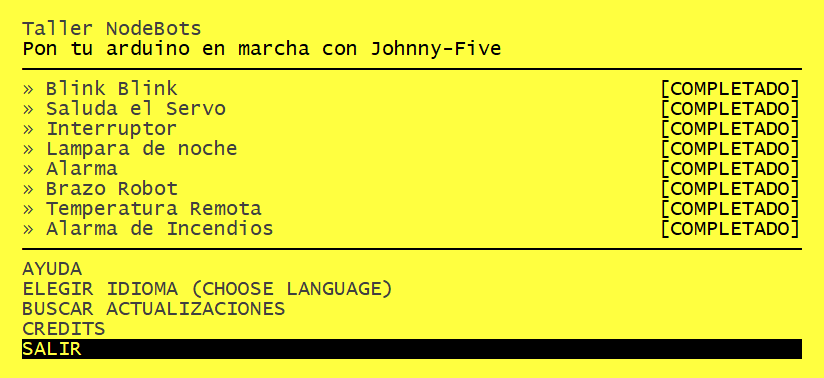 Taller NodeBots
Pon tu arduino en marcha con Johnny-Five
» Blink Blink [COMPLETADO]
» Saluda el Servo [COMPLETADO]
» Interruptor [COMPLETADO]
» Lampara de noche [COMPLETADO]
» Alarma [COMPLETADO]
» Brazo Robot [COMPLETADO]
» Temperatura Remota [COMPLETADO]
» Alarma de Incendios [COMPLETADO]
AYUDA
ELEGIR IDIOMA (CHOOSE LANGUAGE)
BUSCAR ACTUALIZACIONES
CREDITS
SALIR